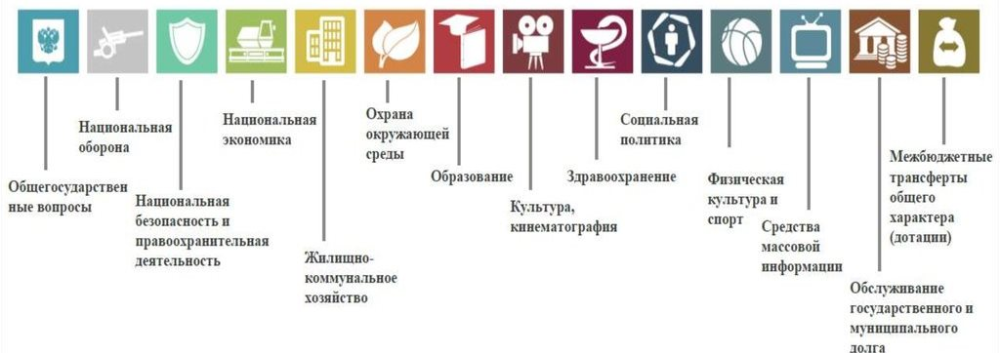 Общегосударствен
ные вопросы
Национальная
оборона
Национальная
безопасность и
правоохранительная
деятельность
Национальная
экономика
Жилищно-
коммунальное
хозяйство
Охрана
окружающей
среды
Образование
Культура,
кинематография
Здравоохранение
Социальная
политика
Физическая
культура и
спорт
Средства
массовой
информации
Обслуживание
государственного и
муниципального
долга
Межбюджетные
трансферты
общего
характера
(дотации)